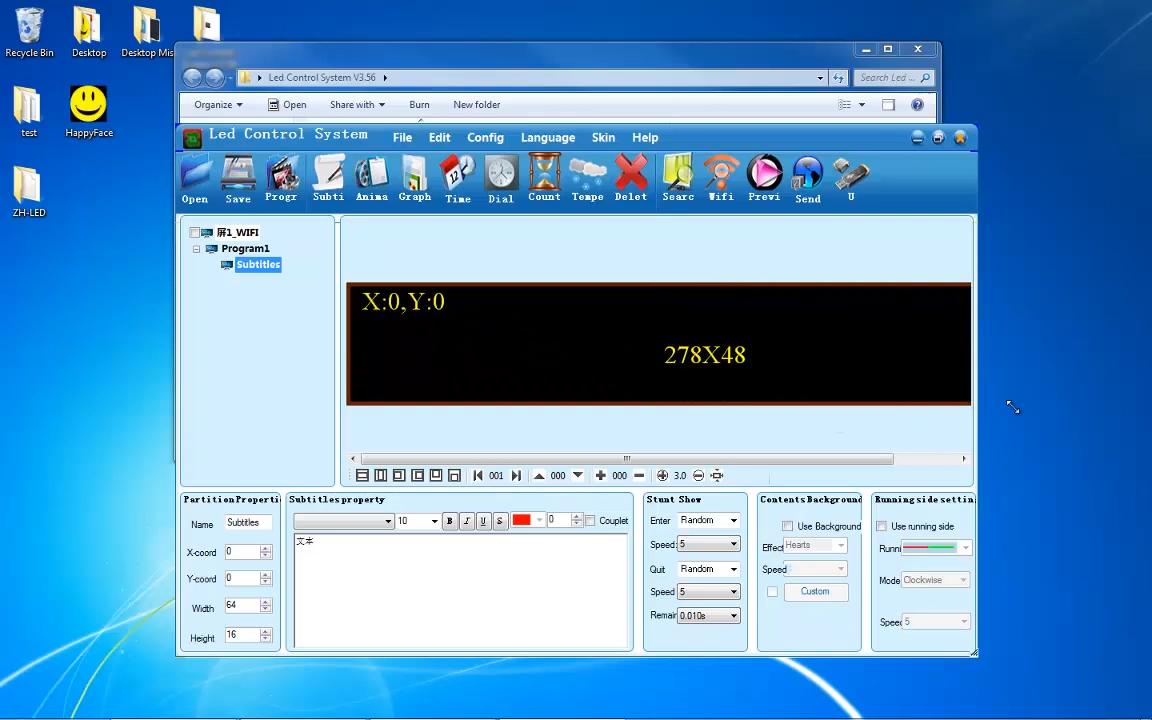 Recycle Bin
Desktop
Desktop Mis
test
HappyFace
ZH-LED
Led Control System V3.56
Search Led ...
Organize
Open
Share with
Burn
New folder
Led Control System
File
Edit
Config
Language
Skin
Help
Open
Save
Progr
Subti
Anima
Graph
Time
Dial
Count
Tempe
Delet
Searc
Wifi
Previ
Send
U
屏1_WIFI
Program1
Subtitles
X:0,Y:0
278X48
001
000
000
3.0
Partition Properti
Name
Subtitles
X-coord
0
Y-coord
0
Width
64
Height
16
Subtitles property
10
B
I
U
S
0
Couplet
文本
Stunt Show
Enter
Random
Speed:
5
Quit
Random
Speed
5
Remair
0.010s
Contents Background
Use Background
Effect
Hearts
Speed
Custom
Running side settin
Use running side
Runni
Mode
Clockwise
Speed
5